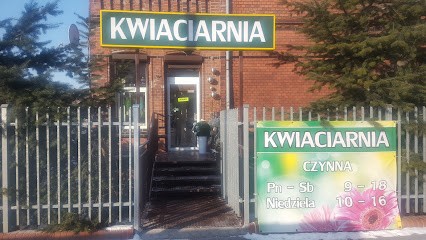 KWIACIARNIA
KWIACIARNIA
CZYNNA
Pn - Sb 9 - 18
Niedziela 10 - 16